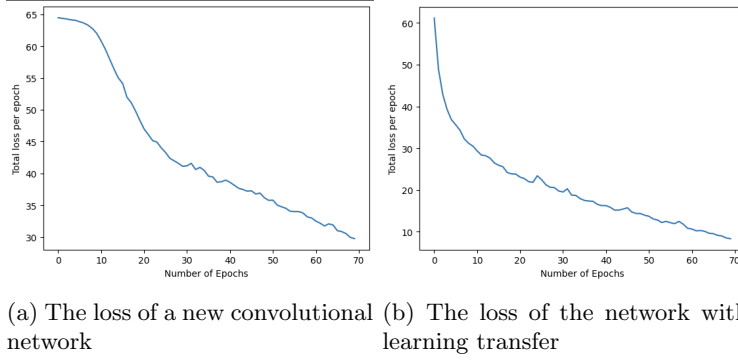 65
60
55
50
45
40
35
30
0 10 20 30 40 50 60 70
Total loss per epoch
Number of Epochs
60
50
40
30
20
10
0 10 20 30 40 50 60 70
Total loss per epoch
Number of Epochs
(a) The loss of a new convolutional
network
(b) The loss of the network with
learning transfer